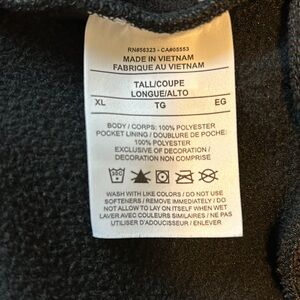 RN#56323 - CA#05553
MADE IN VIETNAM
FABRIQUE AU VIETNAM
TALL/COUPE
LONGUE/ALTO
XL TG EG
BODY / CORPS: 100% POLYESTER
POCKET LINING / DOUBLURE DE POCHE:
100% POLYESTER
EXCLUSIVE OF DECORATION /
DECORATION NON COMPRISE
WASH WITH LIKE COLORS / DO NOT USE
SOFTENERS / REMOVE PROMPTLY / DO
NOT ALLOW TO LAY ON ITSELF WHEN WET
LAVER AVEC COULEURS SIMILAIRES / NE PAS
UTILISER D'ADOUCISSEUR / ENLEVER